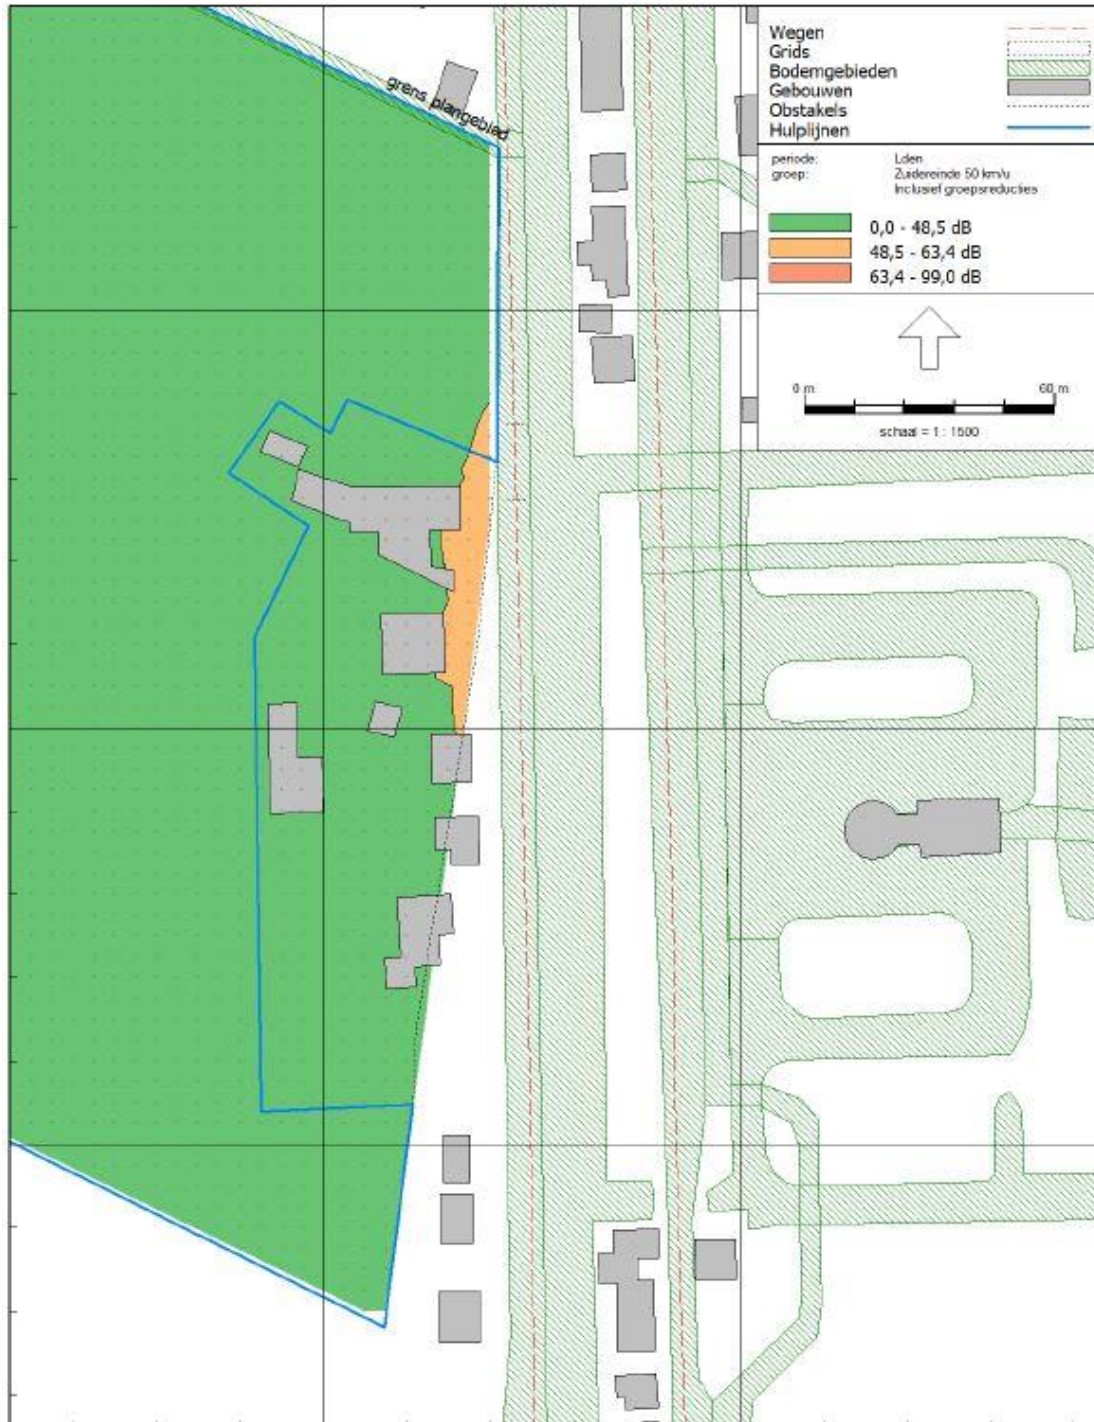 grens plangebied
Wegen
Grids
Bodemgebieden
Gebouwen
Obstakels
Hulplijnen
periode: Lden
groep: Zuidereinde 50 km/u
Inclusief groepsreducties
0,0 - 48,5 dB
48,5 - 63,4 dB
63,4 - 99,0 dB
0 m 60 m
schaal = 1 : 1500